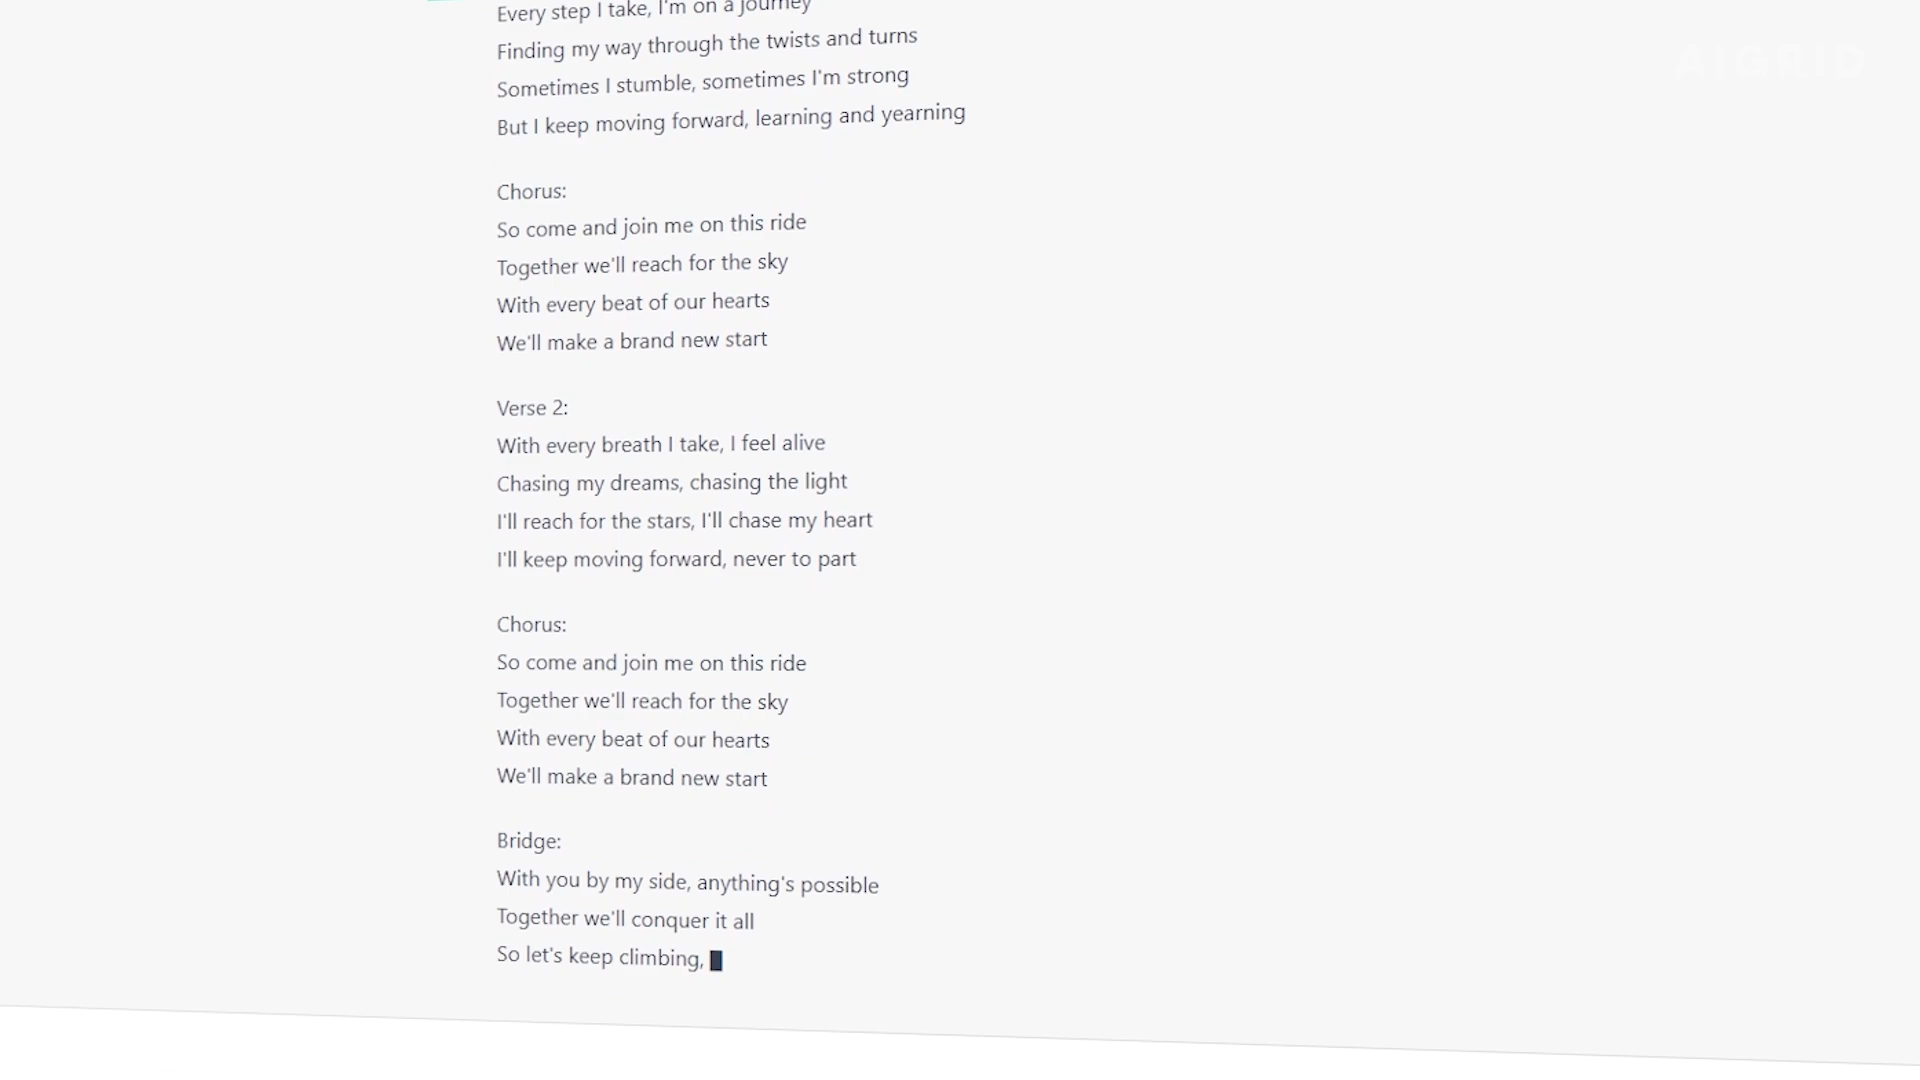 Every step I take, I'm on a journey
Finding my way through the twists and turns
Sometimes I stumble, sometimes I'm strong
But I keep moving forward, learning and yearning
Chorus:
So come and join me on this ride
Together we'll reach for the sky
With every beat of our hearts
We'll make a brand new start
Verse 2:
With every breath I take, I feel alive
Chasing my dreams, chasing the light
I'll reach for the stars, I'll chase my heart
I'll keep moving forward, never to part
Chorus:
So come and join me on this ride
Together we'll reach for the sky
With every beat of our hearts
We'll make a brand new start
Bridge:
With you by my side, anything's possible
Together we'll conquer it all
So let's keep climbing,
AIGRID